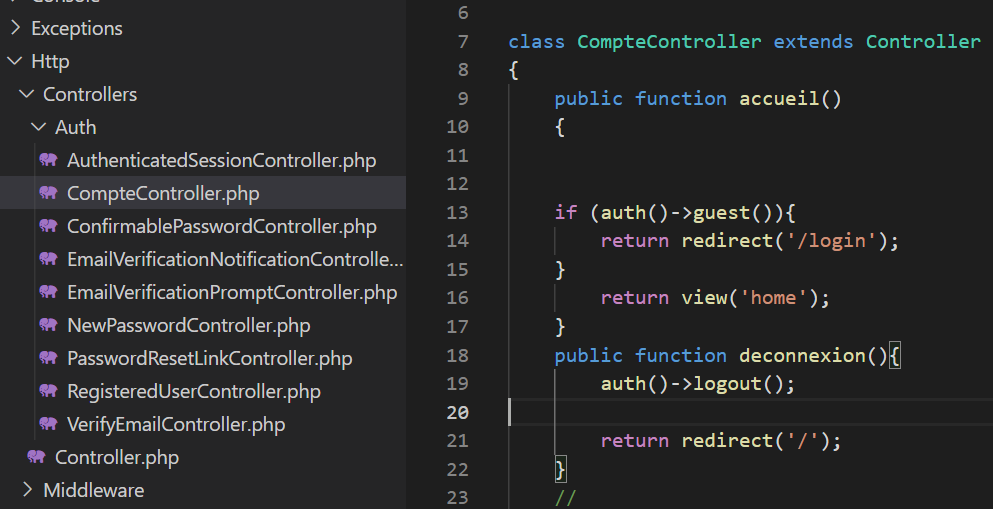 Console
Exceptions
Http
Controllers
Auth
AuthenticatedSessionController.php
CompteController.php
ConfirmablePasswordController.php
EmailVerificationNotificationControlle...
EmailVerificationPromptController.php
NewPasswordController.php
PasswordResetLinkController.php
RegisteredUserController.php
VerifyEmailController.php
Controller.php
Middleware
6
7 class CompteController extends Controller
8 {
9 public function accueil()
10 {
11
12
13 if (auth()->guest()){
14 return redirect('/login');
15 }
16 return view('home');
17 }
18 public function deconnexion(){
19 auth()->logout();
20
21 return redirect('/');
22 }
23 //